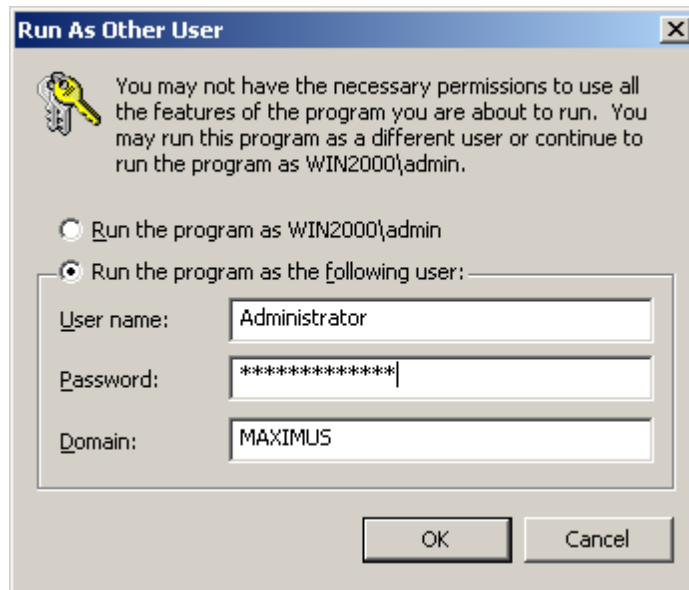 Run As Other User
You may not have the necessary permissions to use all
the features of the program you are about to run.  You
may run this program as a different user or continue to
run the program as WIN2000\admin.
Run the program as WIN2000\admin
Run the program as the following user:
User name: Administrator
Password: *************
Domain: MAXIMUS
OK Cancel